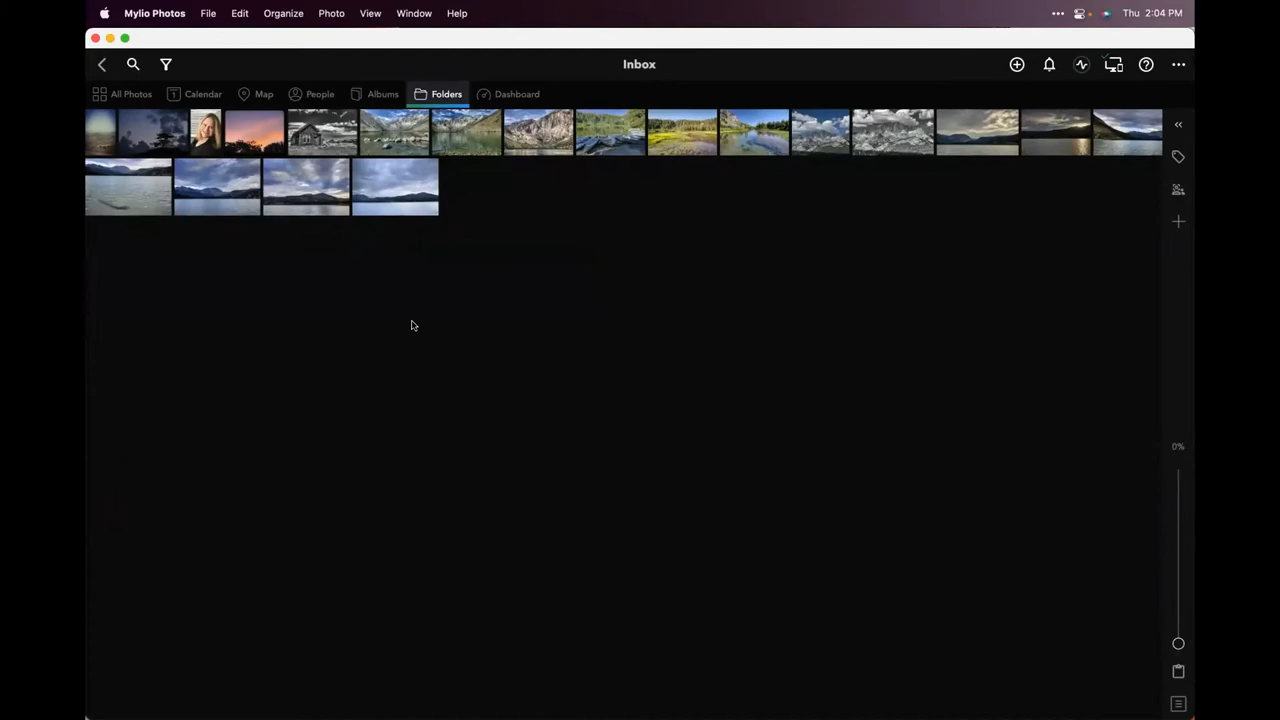 Mylio Photos File Edit Organize Photo View Window Help Thu 2:04 PM
Inbox
All Photos 1 Calendar Map People Albums Folders Dashboard
0%